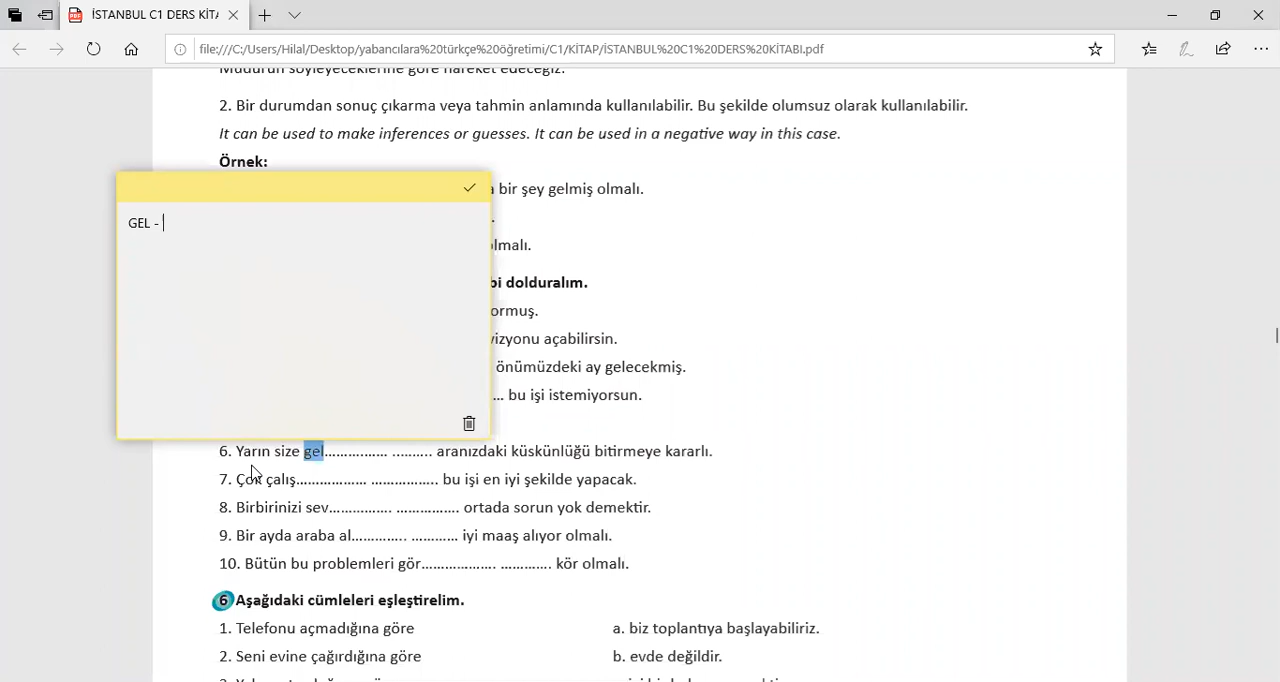 İSTANBUL C1 DERS KİTA
file:///C:/Users/Hilal/Desktop/yabancılara%20türkçe%20öğretimi/C1/KİTAP/İSTANBUL%20C1%20DERS%20KİTABI.pdf
Müdürün söyleyeceklerine göre hareket edeceğiz.
2. Bir durumdan sonuç çıkarma veya tahmin anlamında kullanılabilir. Bu şekilde olumsuz olarak kullanılabilir.
It can be used to make inferences or guesses. It can be used in a negative way in this case.
Örnek:
bir şey gelmiş olmalı.
GEL -
olmalı.
bi dolduralım.
ormuş.
vizyonu açabilirsin.
önümüzdeki ay gelecekmiş.
... bu işi istemiyorsun.
6. Yarın size gel................ .......... aranızdaki küskünlüğü bitirmeye kararlı.
7. Çok çalış.................. ................. bu işi en iyi şekilde yapacak.
8. Birbirinizi sev................ ................ ortada sorun yok demektir.
9. Bir ayda araba al.............. ............ iyi maaş alıyor olmalı.
10. Bütün bu problemleri gör................... ............. kör olmalı.
6 Aşağıdaki cümleleri eşleştirelim.
1. Telefonu açmadığına göre a. biz toplantıya başlayabiliriz.
2. Seni evine çağırdığına göre b. evde değildir.